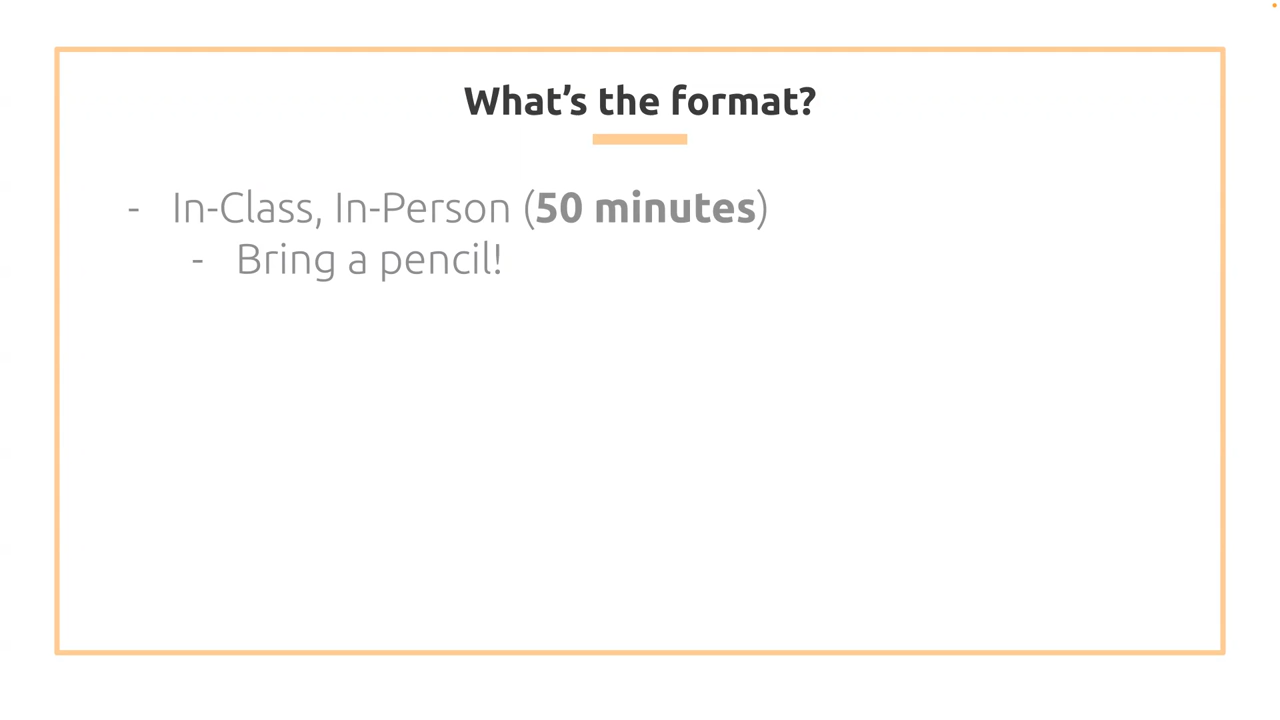 What's the format?
- In-Class, In-Person (50 minutes)
- Bring a pencil!